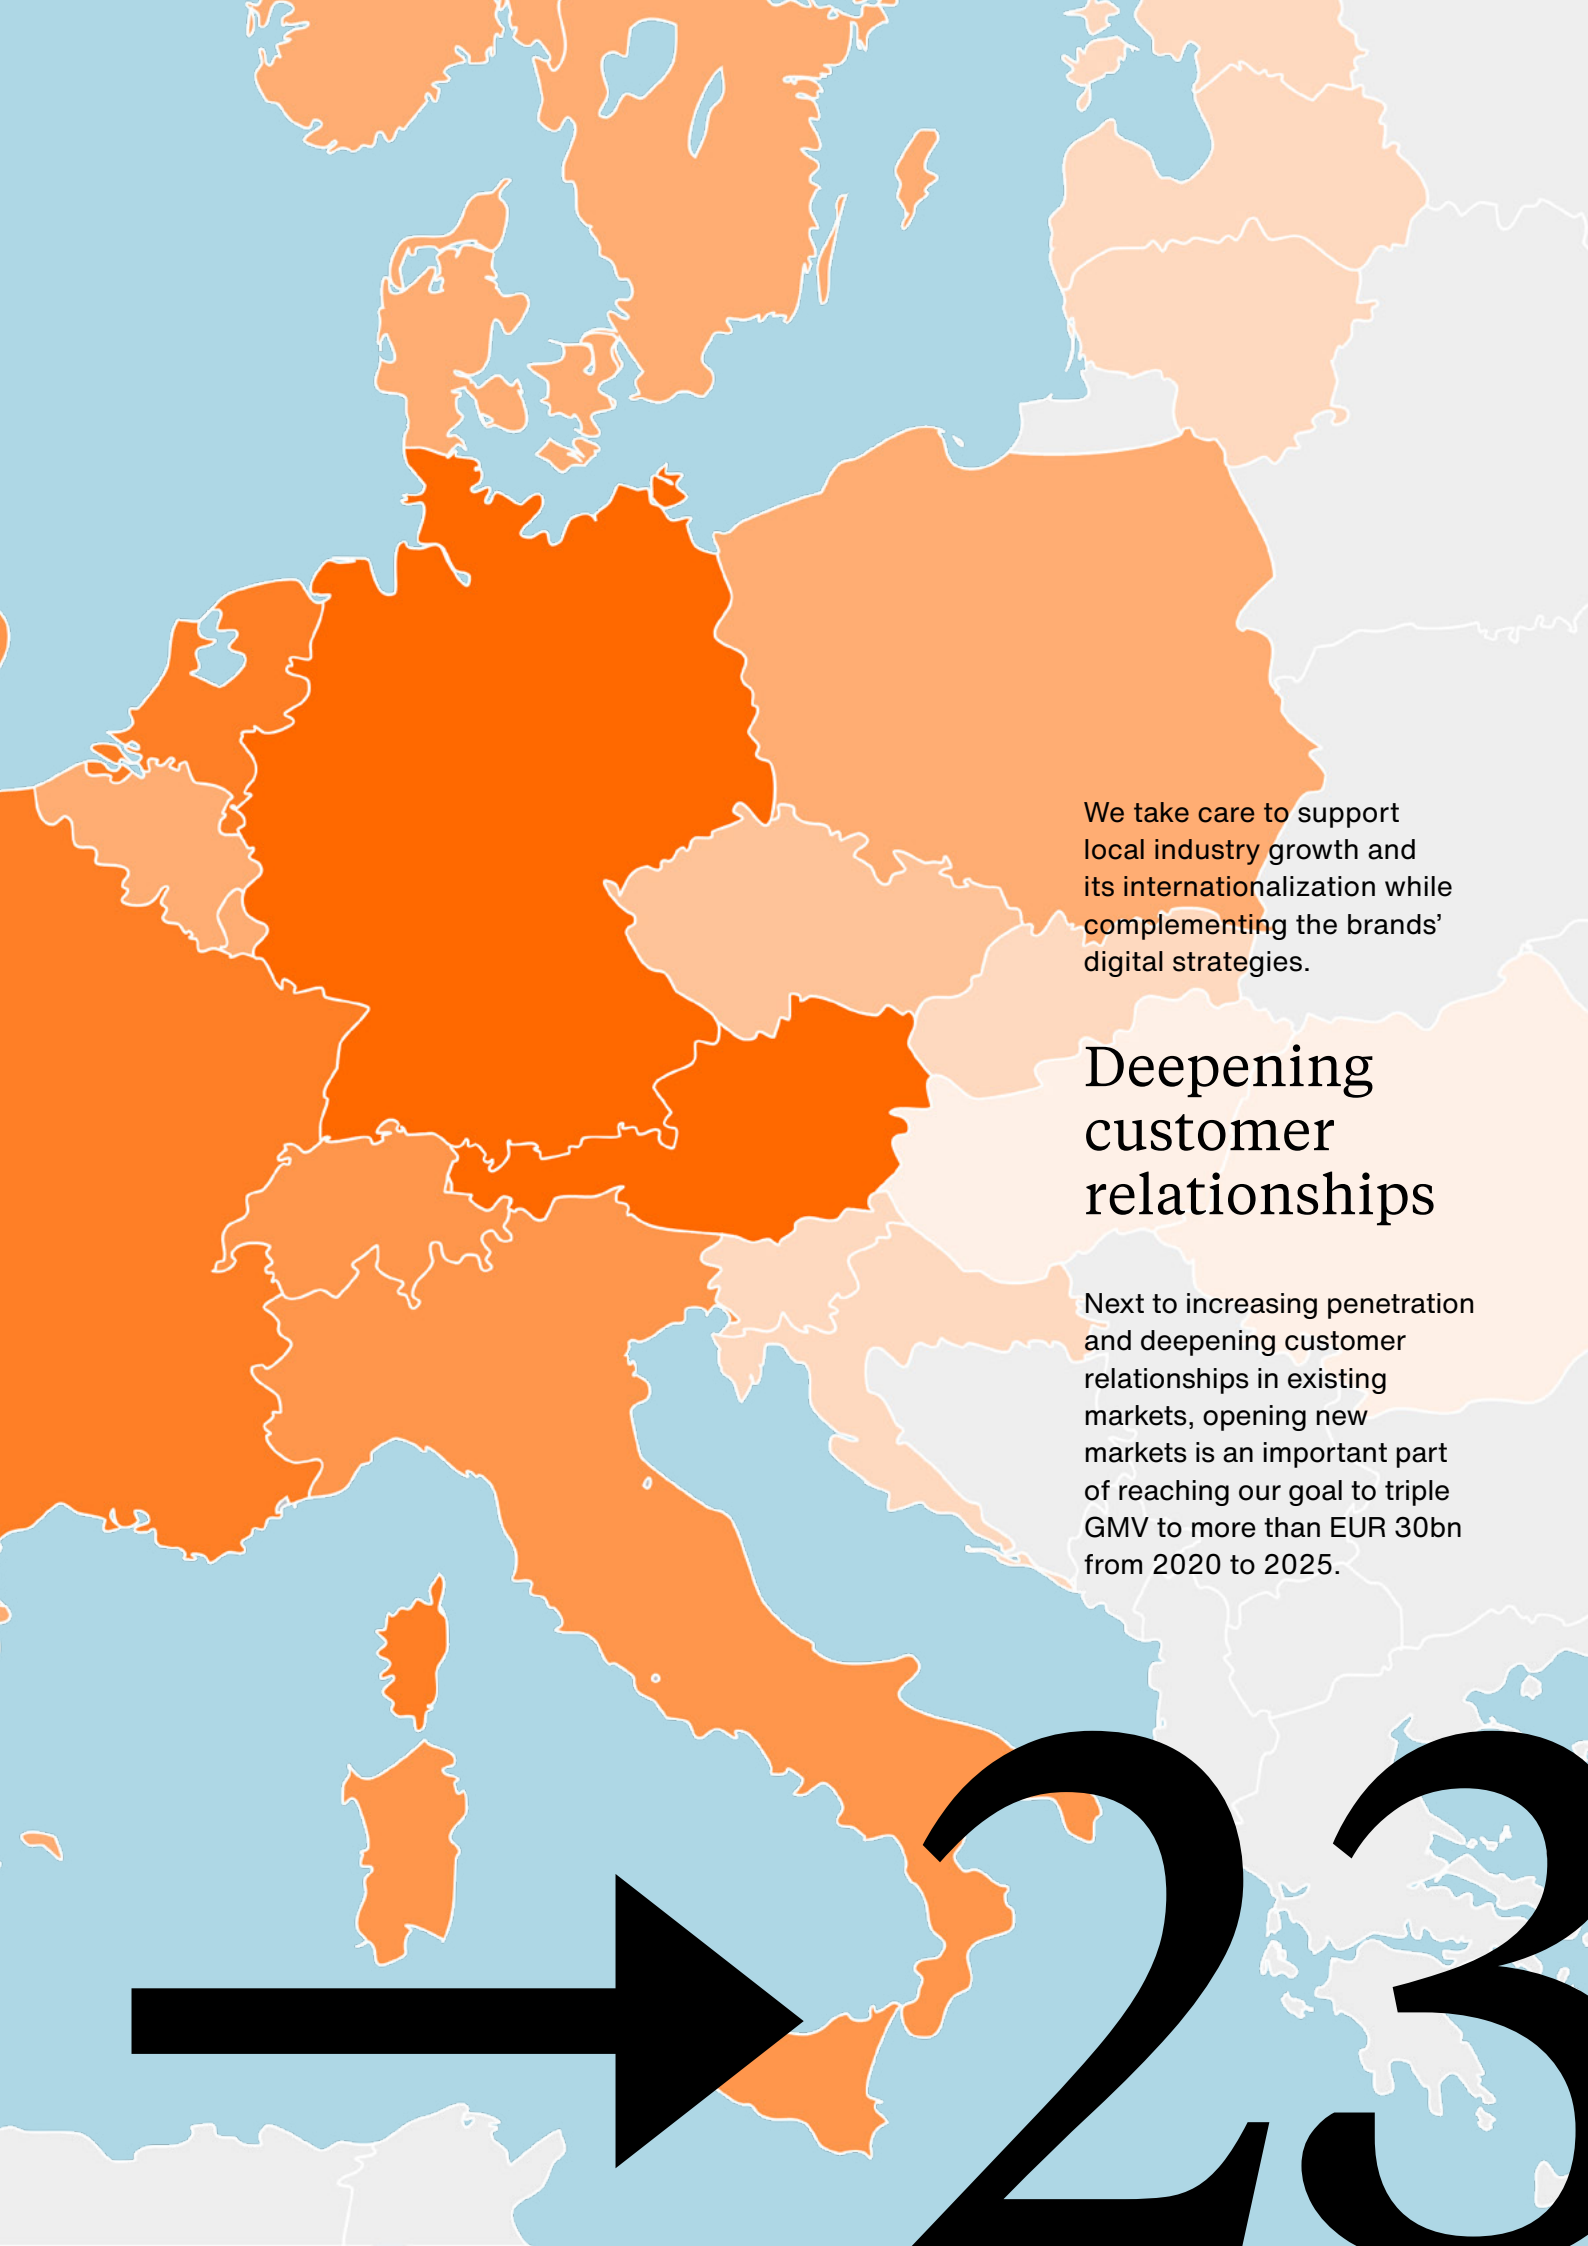 We take care to support
local industry growth and
its internationalization while
complementing the brands’
digital strategies.
Deepening
customer
relationships
Next to increasing penetration
and deepening customer
relationships in existing
markets, opening new
markets is an important part
of reaching our goal to triple
GMV to more than EUR 30bn
from 2020 to 2025.
23